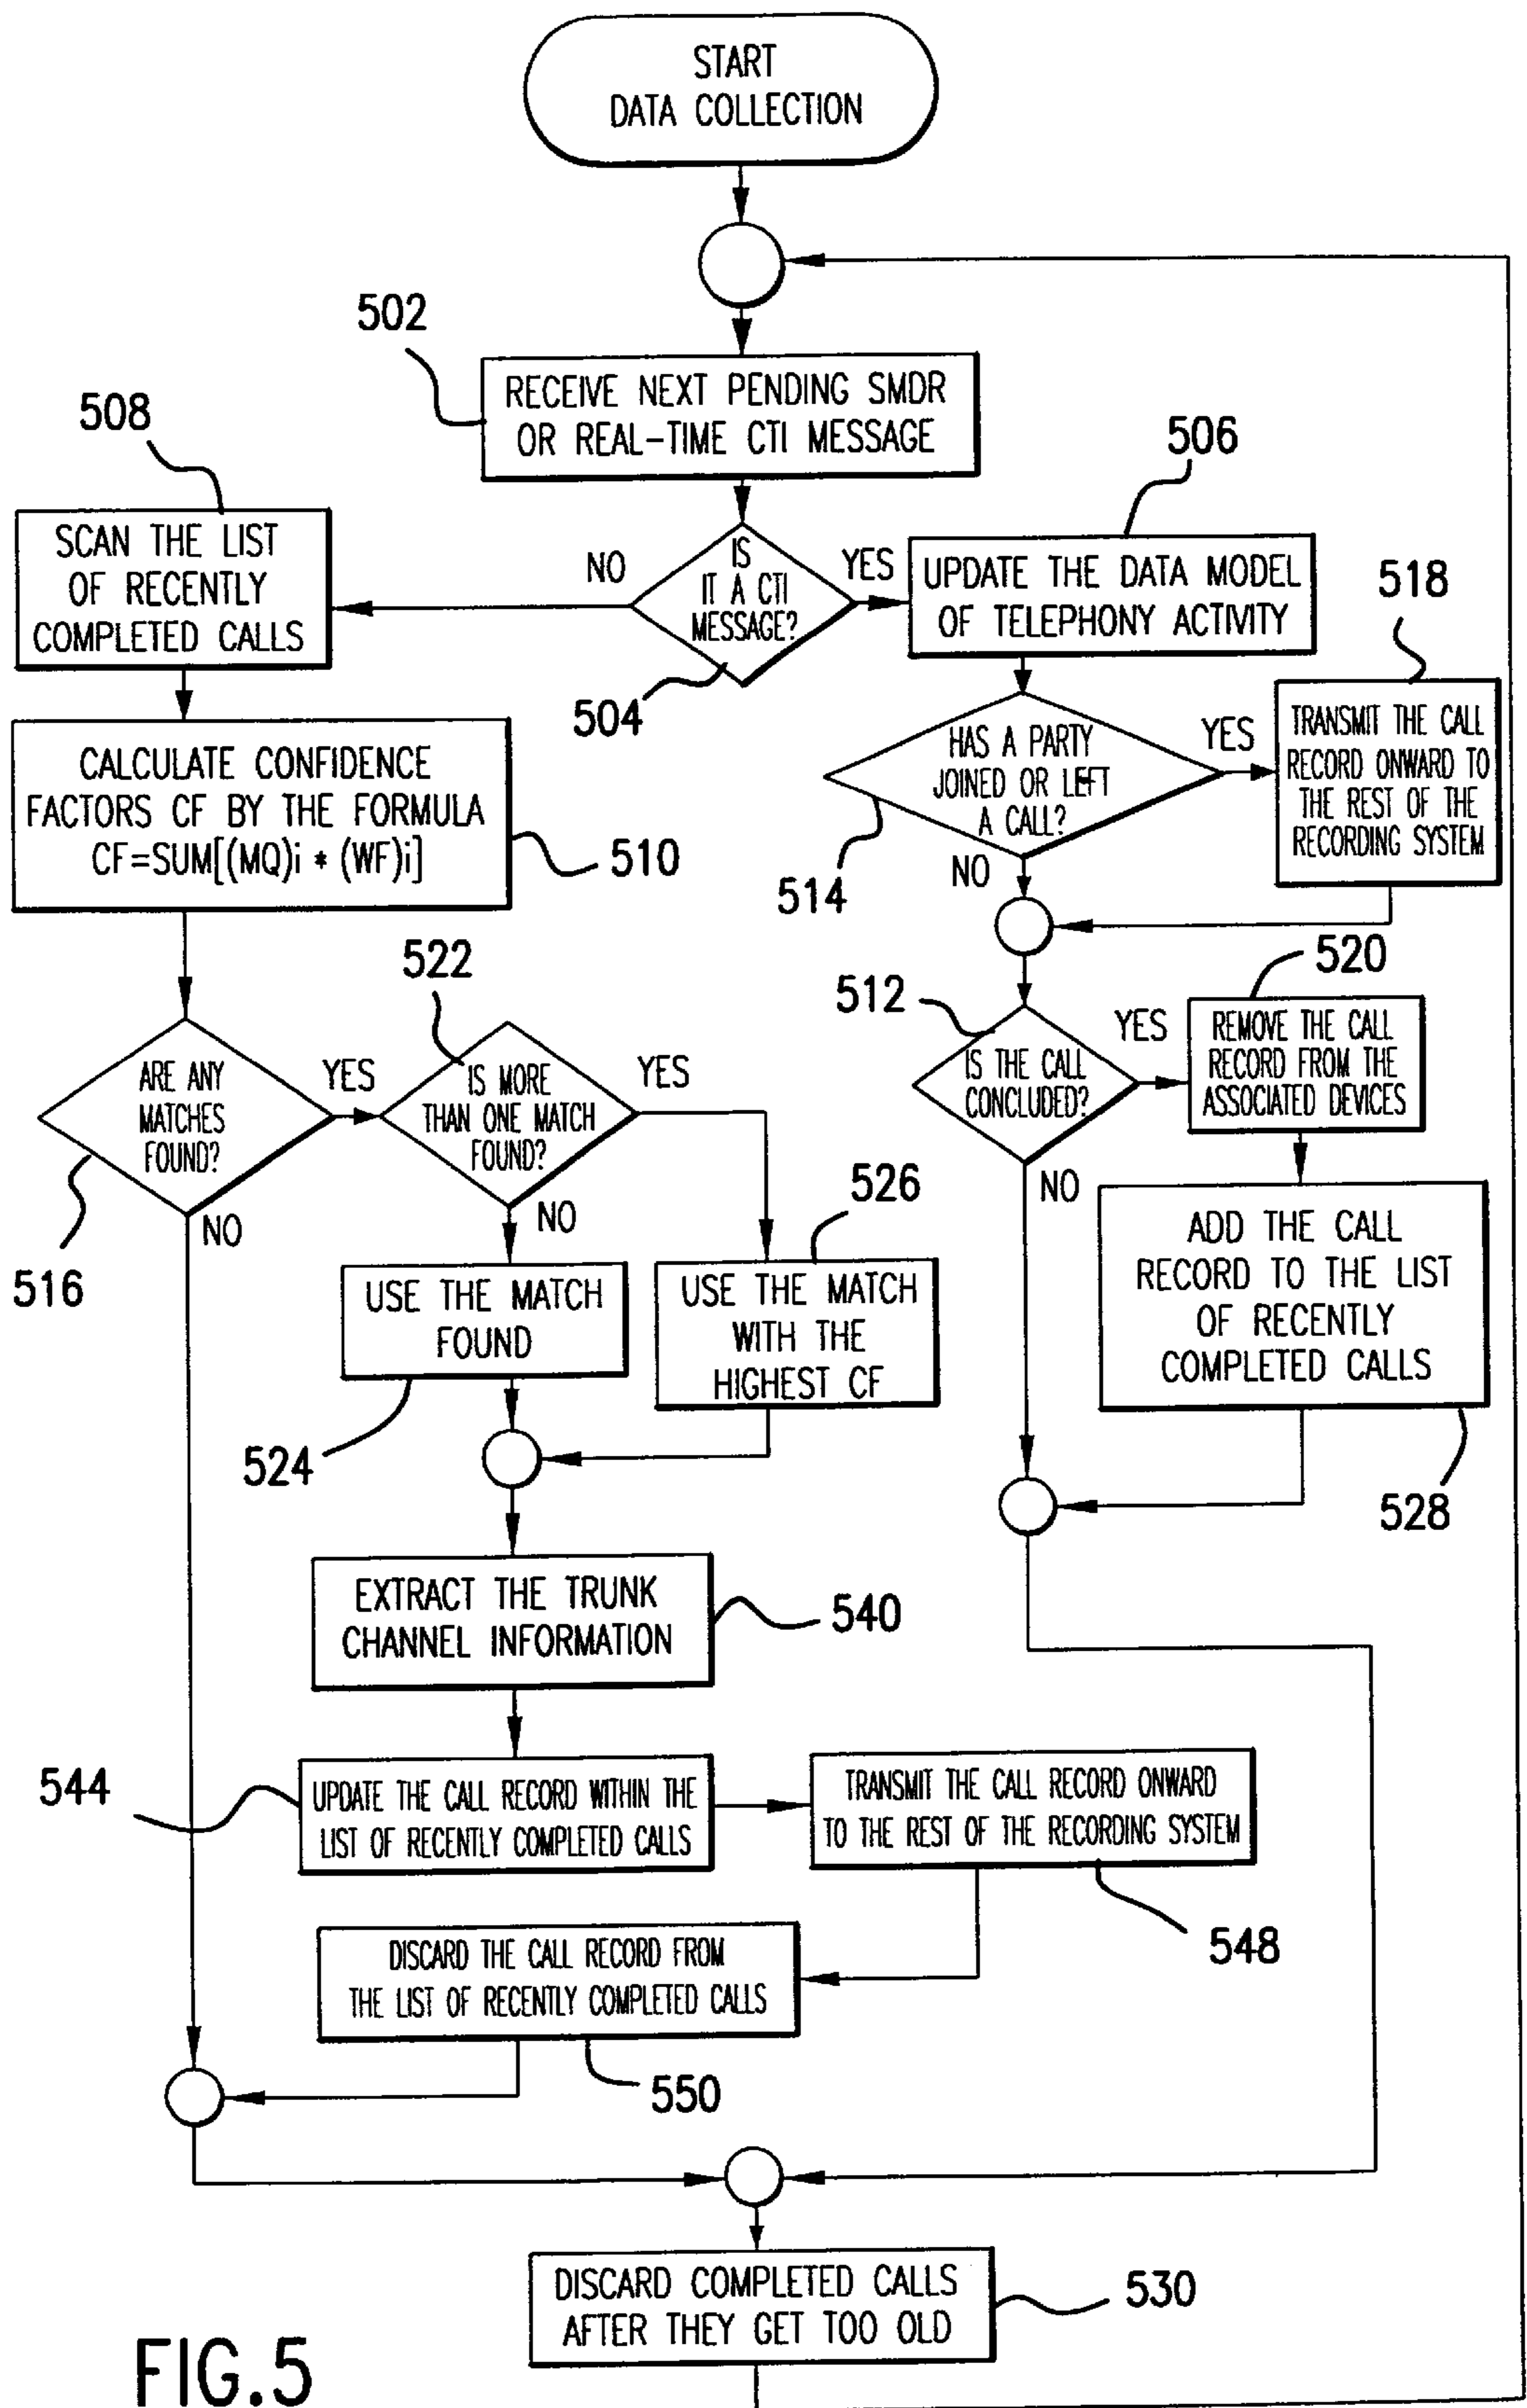 START
DATA COLLECTION
502
RECEIVE NEXT PENDING SMDR
OR REAL-TIME CTI MESSAGE
508
506
SCAN THE LIST
OF RECENTLY
COMPLETED CALLS
NO
IS
IT A CTI
MESSAGE?
YES
504
UPDATE THE DATA MODEL
OF TELEPHONY ACTIVITY
518
CALCULATE CONFIDENCE
FACTORS CF BY THE FORMULA
CF=SUM[(MQ)i * (WF)i]
510
HAS A PARTY
JOINED OR LEFT
A CALL?
YES
NO
514
TRANSMIT THE CALL
RECORD ONWARD TO
THE REST OF THE
RECORDING SYSTEM
522
512
520
ARE ANY
MATCHES
FOUND?
YES
NO
516
IS MORE
THAN ONE MATCH
FOUND?
YES
NO
IS THE CALL
CONCLUDED?
YES
NO
REMOVE THE CALL
RECORD FROM THE
ASSOCIATED DEVICES
526
USE THE MATCH
FOUND
524
USE THE MATCH
WITH THE
HIGHEST CF
ADD THE CALL
RECORD TO THE LIST
OF RECENTLY
COMPLETED CALLS
528
EXTRACT THE TRUNK
CHANNEL INFORMATION
540
544
UPDATE THE CALL RECORD WITHIN THE
LIST OF RECENTLY COMPLETED CALLS
TRANSMIT THE CALL RECORD ONWARD
TO THE REST OF THE RECORDING SYSTEM
548
DISCARD THE CALL RECORD FROM
THE LIST OF RECENTLY COMPLETED CALLS
550
DISCARD COMPLETED CALLS
AFTER THEY GET TOO OLD
530
FIG.5